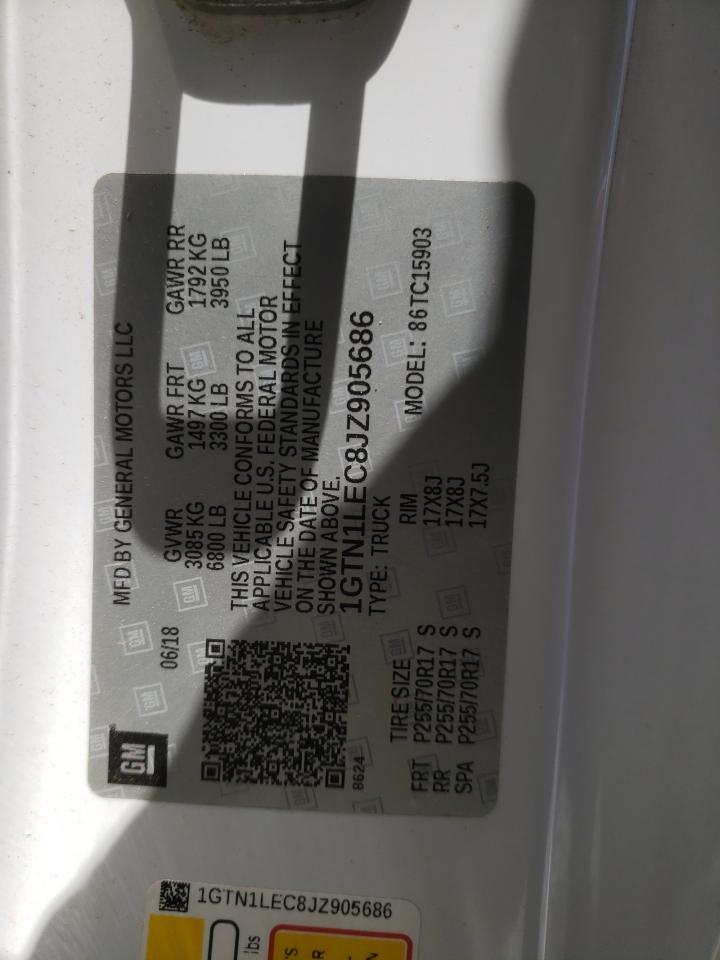 GM
MFD BY GENERAL MOTORS LLC
06/18
GVWR GAWR FRT GAWR RR
3085 KG 1497 KG 1792 KG
6800 LB 3300 LB 3950 LB
THIS VEHICLE CONFORMS TO ALL
APPLICABLE U.S. FEDERAL MOTOR
VEHICLE SAFETY STANDARDS IN EFFECT
ON THE DATE OF MANUFACTURE
SHOWN ABOVE.
1GTN1LEC8JZ905686
8624
TYPE: TRUCK
MODEL: 86TC15903
TIRE SIZE RIM
FRT P255/70R17 S 17X8J
RR P255/70R17 S 17X8J
SPA P255/70R17 S 17X7.5J
1GTN1LEC8JZ905686
lbs